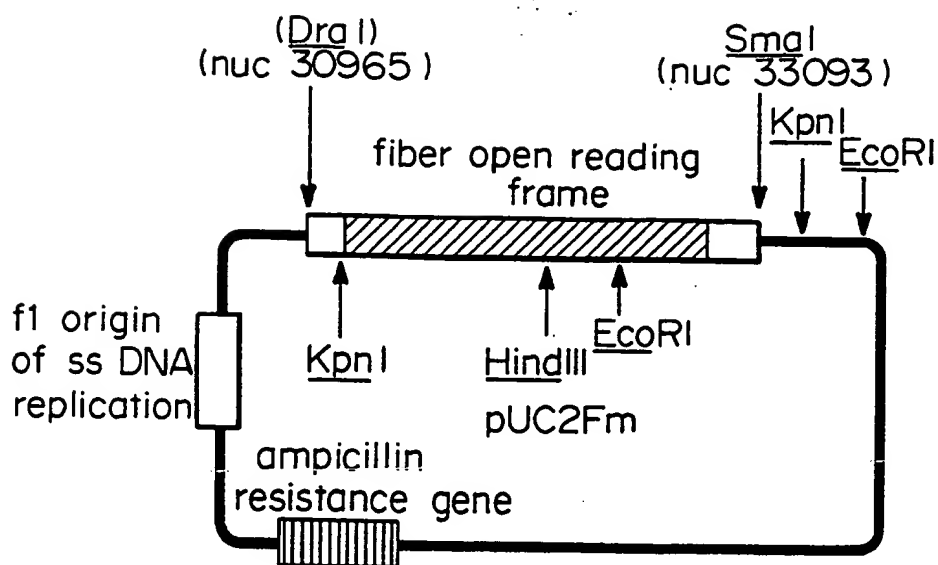 (Dra I)
(nuc 30965)
SmaI
(nuc 33093)
KpnI
EcoRI
fiber open reading
frame
f1 origin
of ss DNA
replication
KpnI
HindIII
EcoRI
pUC2Fm
ampicillin
resistance gene